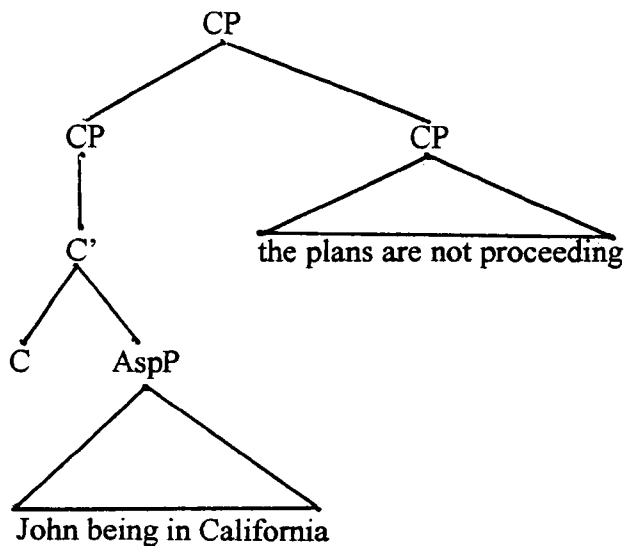 CP
CP CP
the plans are not proceeding
C'
C AspP
John being in California